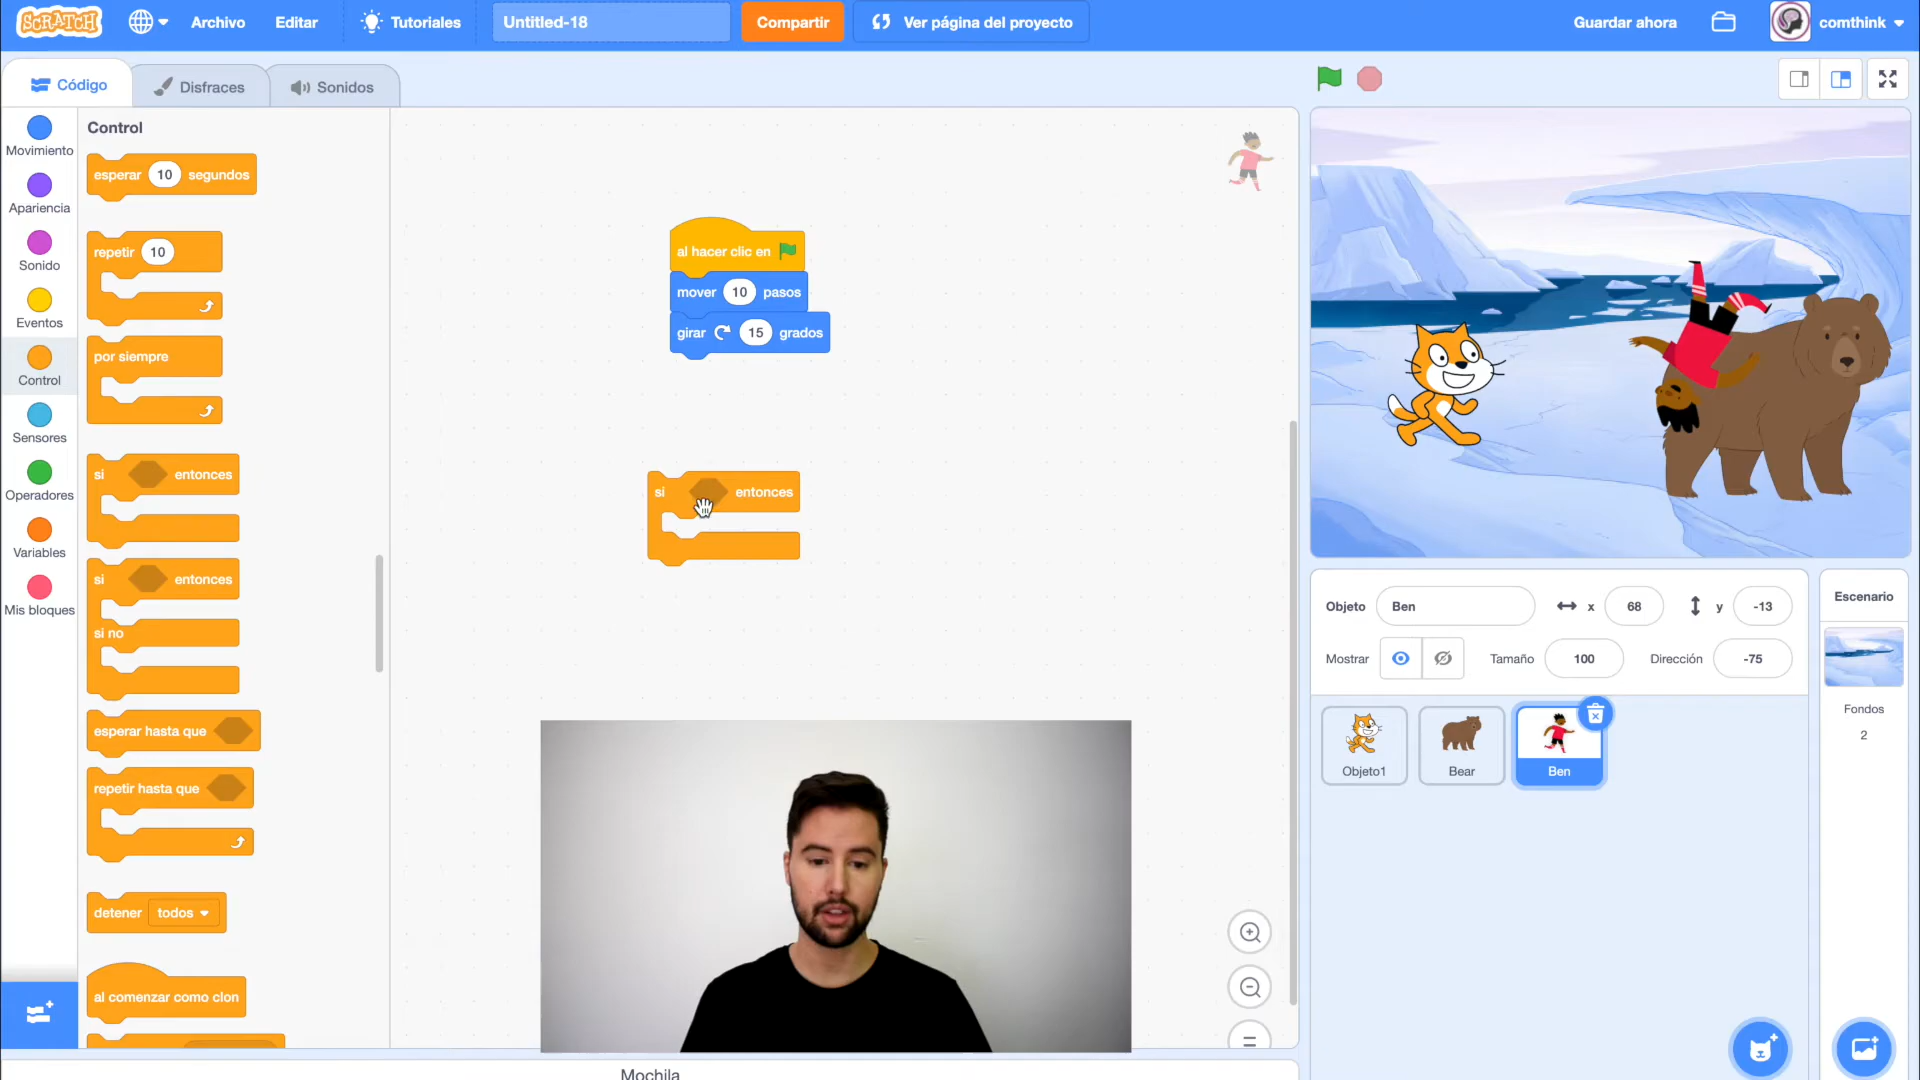 SCRATCH
Archivo
Editar
Tutoriales
Untitled-18
Compartir
Ver página del proyecto
Guardar ahora
comthink
Código
Disfraces
Sonidos
Movimiento
Apariencia
Sonido
Eventos
Control
Sensores
Operadores
Variables
Mis bloques
Control
esperar 10 segundos
repetir 10
por siempre
si entonces
si entonces
si no
esperar hasta que
repetir hasta que
detener todos
al comenzar como clon
al hacer clic en
mover 10 pasos
girar 15 grados
si entonces
Mochila
Objeto Ben x 68 y -13
Mostrar Tamaño 100 Dirección -75
Objeto1
Bear
Ben
Escenario
Fondos
2